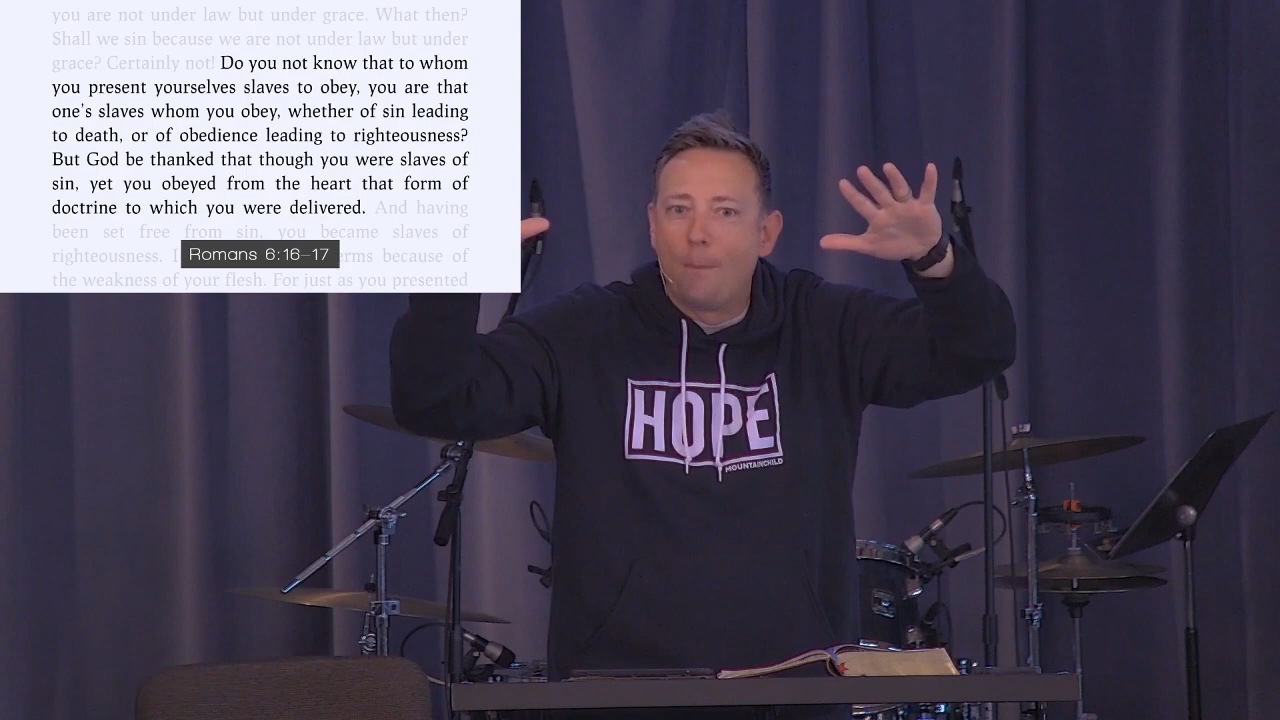 you are not under law but under grace. What then?
Shall we sin because we are not under law but under
grace? Certainly not! Do you not know that to whom
you present yourselves slaves to obey, you are that
one's slaves whom you obey, whether of sin leading
to death, or of obedience leading to righteousness?
But God be thanked that though you were slaves of
sin, yet you obeyed from the heart that form of
doctrine to which you were delivered. And having
been set free from sin, you became slaves of
righteousness. I erms because of
Romans 6:16–17
the weakness of your flesh. For just as you presented
HOPE
MOUNTAINCHILD